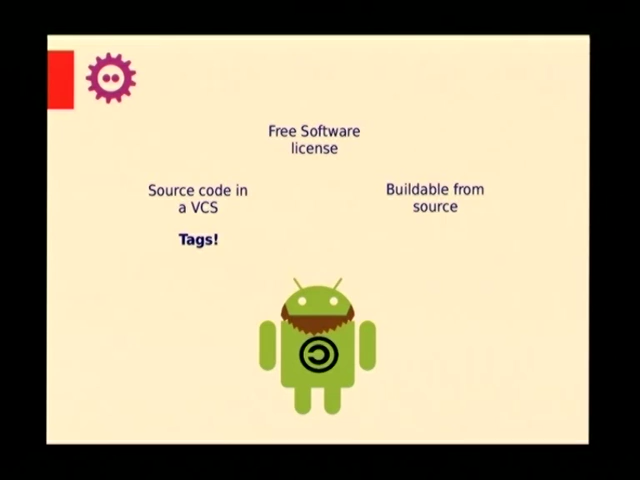 Free Software
license
Source code in
a VCS
Buildable from
source
Tags!